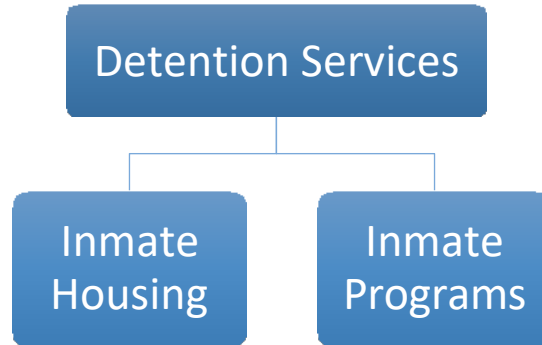 Detention Services
Inmate
Housing
Inmate
Programs